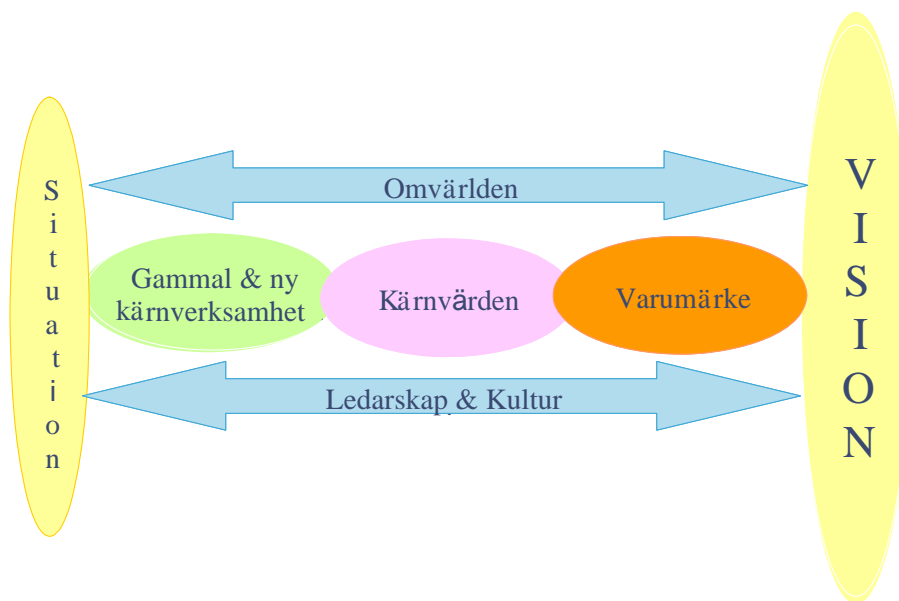 Situation
Omvärlden
Gammal & ny
kärnverksamhet
Kärnvärden
Varumärke
Ledarskap & Kultur
VISION